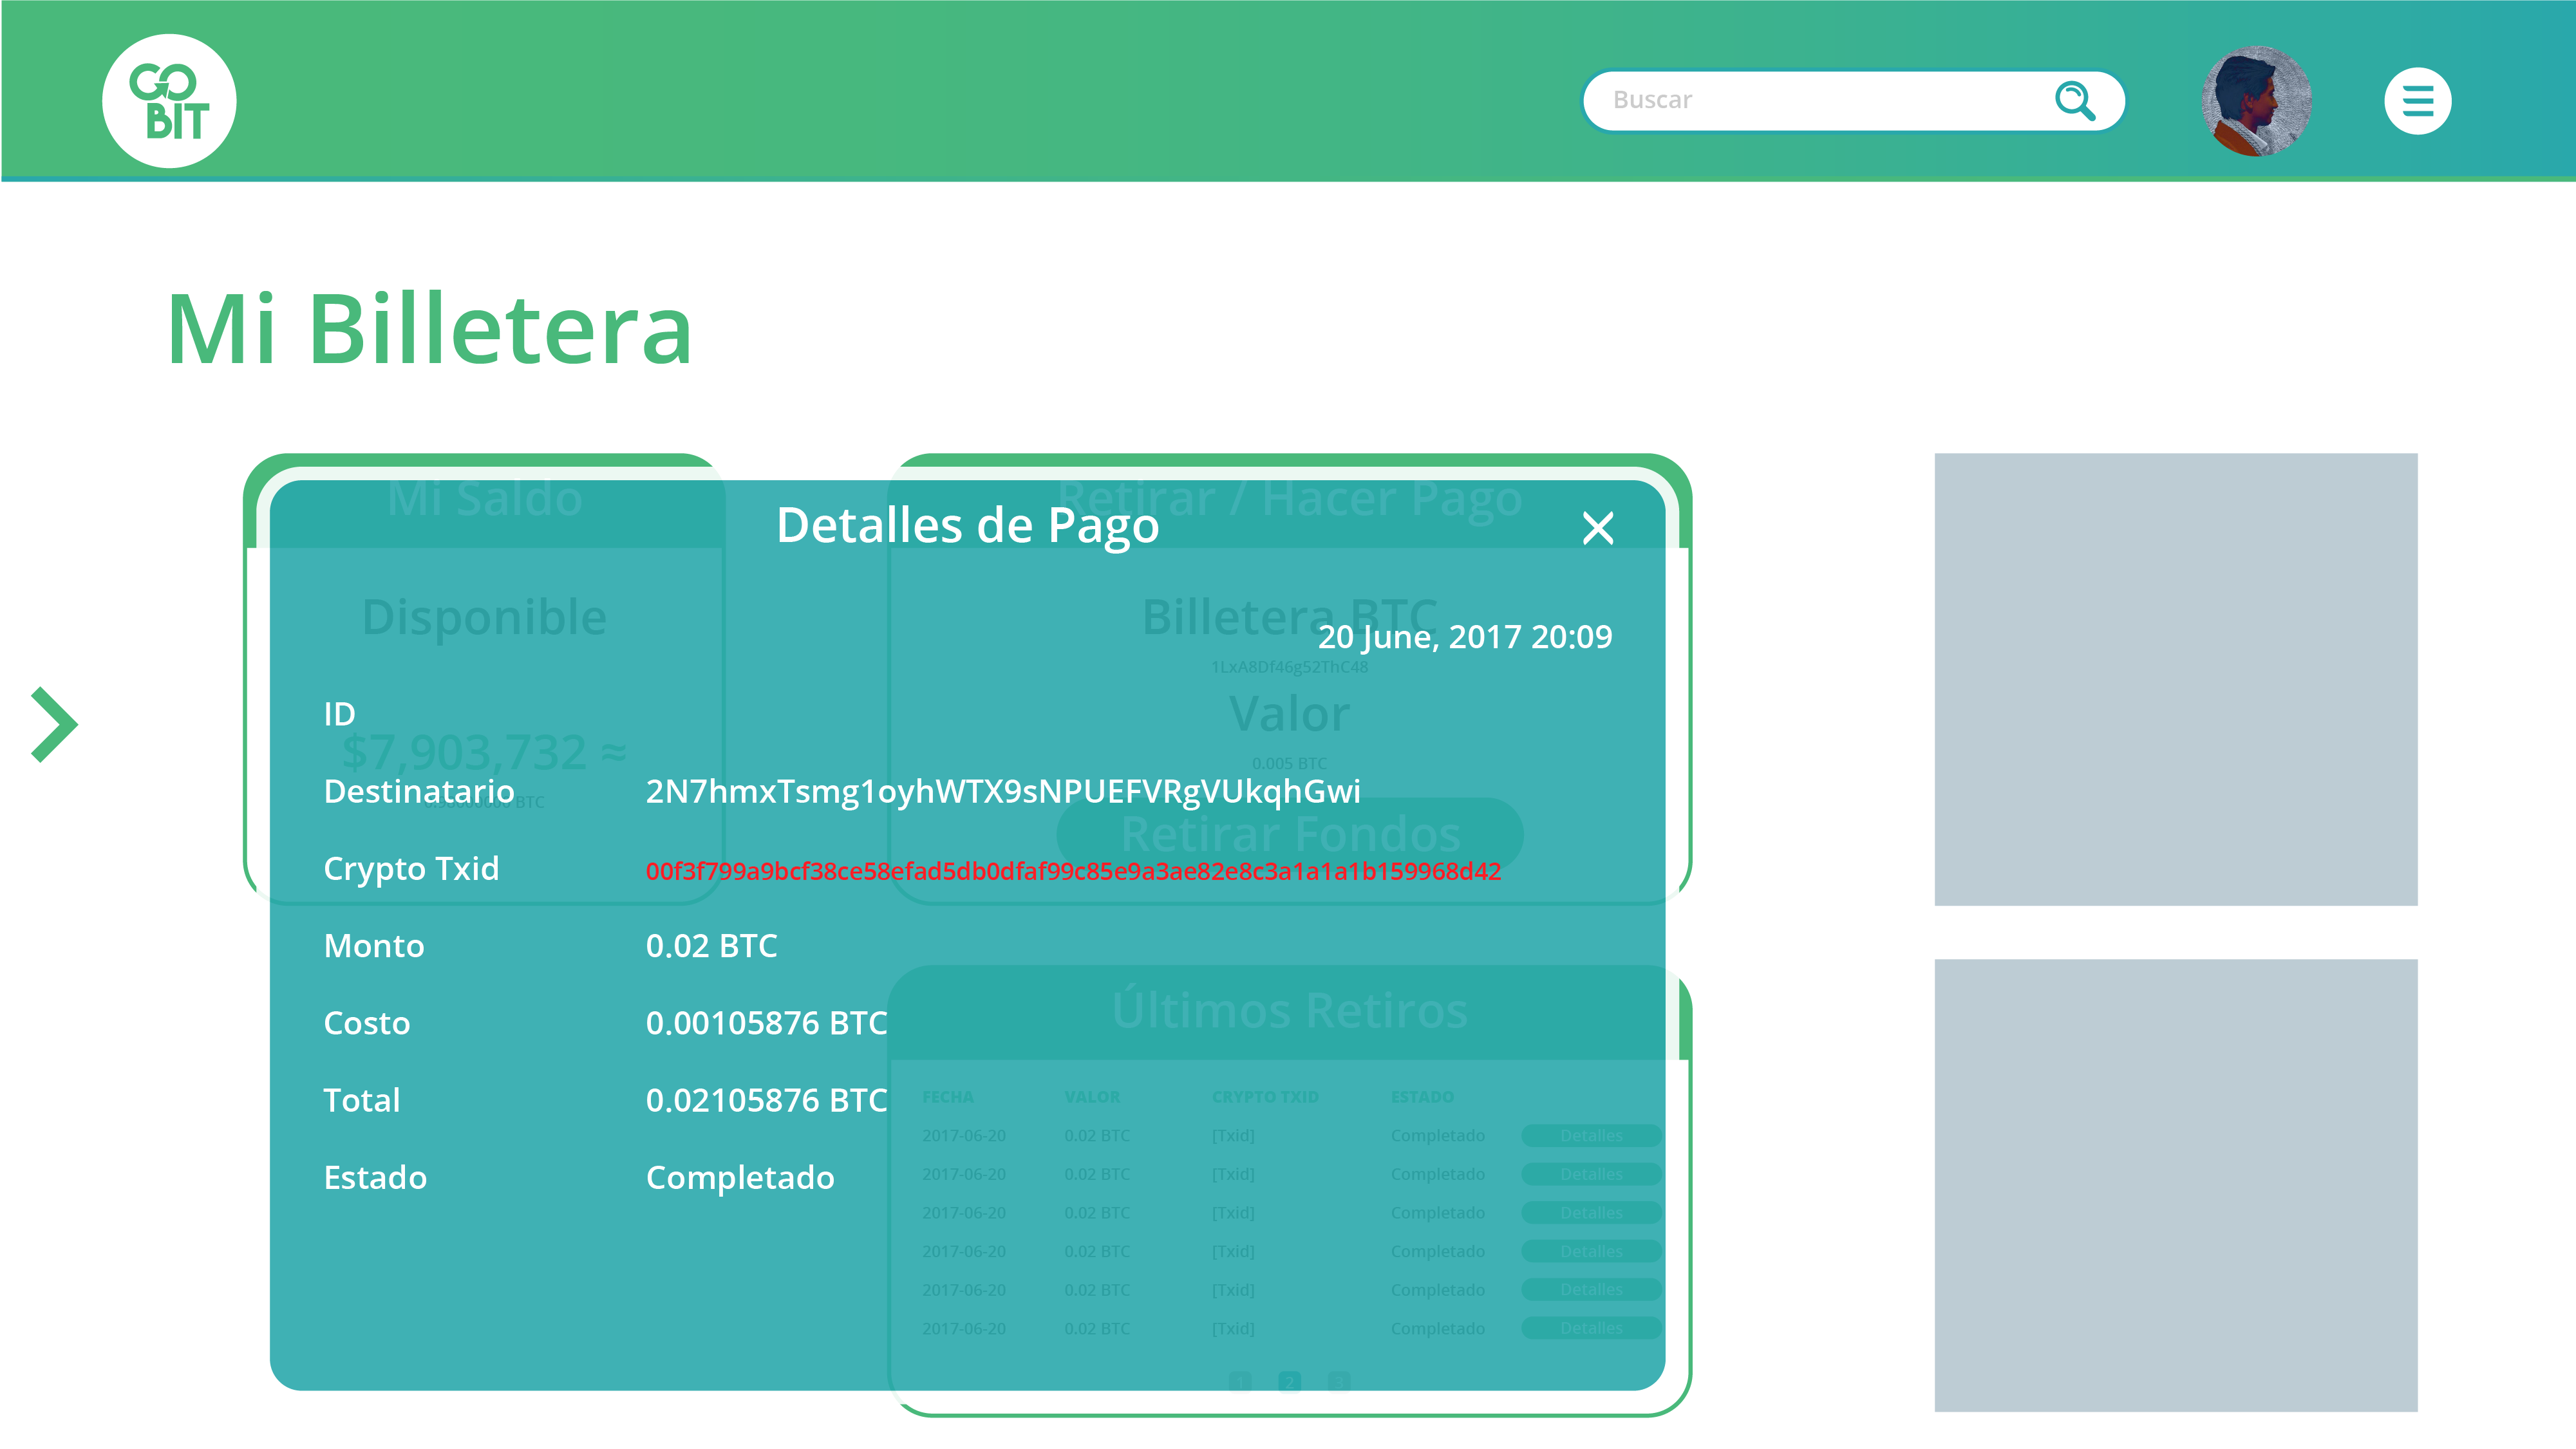 GO
BIT
Buscar
Mi Billetera
Mi Saldo
Retirar / Hacer Pago
Detalles de Pago
Disponible
Billetera BTC
20 June, 2017 20:09
1LxA8Df46g52ThC48
ID
Valor
$7,903,732 ≈
0.005 BTC
Destinatario 2N7hmxTsmg1oyhWTX9sNPUEFVRgVUkqhGwi
BTC
Retirar Fondos
Crypto Txid 00f3f799a9bcf38ce58efad5db0dfaf99c85e9a3ae82e8c3a1a1a1b159968d42
Monto 0.02 BTC
Últimos Retiros
Costo 0.00105876 BTC
Total 0.02105876 BTC
FECHA VALOR CRYPTO TXID ESTADO
2017-06-20 0.02 BTC [Txid] Completado Detalles
Estado Completado
2017-06-20 0.02 BTC [Txid] Completado Detalles
2017-06-20 0.02 BTC [Txid] Completado Detalles
2017-06-20 0.02 BTC [Txid] Completado Detalles
2017-06-20 0.02 BTC [Txid] Completado Detalles
2017-06-20 0.02 BTC [Txid] Completado Detalles
1 2 3